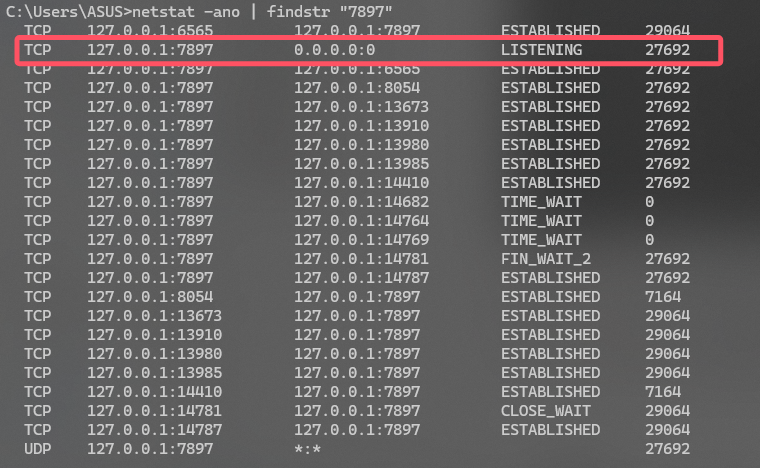 C:\Users\ASUS>netstat -ano | findstr "7897"
TCP 127.0.0.1:6565 127.0.0.1:7897 ESTABLISHED 29064
TCP 127.0.0.1:7897 0.0.0.0:0 LISTENING 27692
TCP 127.0.0.1:7897 127.0.0.1:6565 ESTABLISHED 27692
TCP 127.0.0.1:7897 127.0.0.1:8054 ESTABLISHED 27692
TCP 127.0.0.1:7897 127.0.0.1:13673 ESTABLISHED 27692
TCP 127.0.0.1:7897 127.0.0.1:13910 ESTABLISHED 27692
TCP 127.0.0.1:7897 127.0.0.1:13980 ESTABLISHED 27692
TCP 127.0.0.1:7897 127.0.0.1:13985 ESTABLISHED 27692
TCP 127.0.0.1:7897 127.0.0.1:14410 ESTABLISHED 27692
TCP 127.0.0.1:7897 127.0.0.1:14682 TIME_WAIT 0
TCP 127.0.0.1:7897 127.0.0.1:14764 TIME_WAIT 0
TCP 127.0.0.1:7897 127.0.0.1:14769 TIME_WAIT 0
TCP 127.0.0.1:7897 127.0.0.1:14781 FIN_WAIT_2 27692
TCP 127.0.0.1:7897 127.0.0.1:14787 ESTABLISHED 27692
TCP 127.0.0.1:8054 127.0.0.1:7897 ESTABLISHED 7164
TCP 127.0.0.1:13673 127.0.0.1:7897 ESTABLISHED 29064
TCP 127.0.0.1:13910 127.0.0.1:7897 ESTABLISHED 29064
TCP 127.0.0.1:13980 127.0.0.1:7897 ESTABLISHED 29064
TCP 127.0.0.1:13985 127.0.0.1:7897 ESTABLISHED 29064
TCP 127.0.0.1:14410 127.0.0.1:7897 ESTABLISHED 7164
TCP 127.0.0.1:14781 127.0.0.1:7897 CLOSE_WAIT 29064
TCP 127.0.0.1:14787 127.0.0.1:7897 ESTABLISHED 29064
UDP 127.0.0.1:7897 *:* 27692